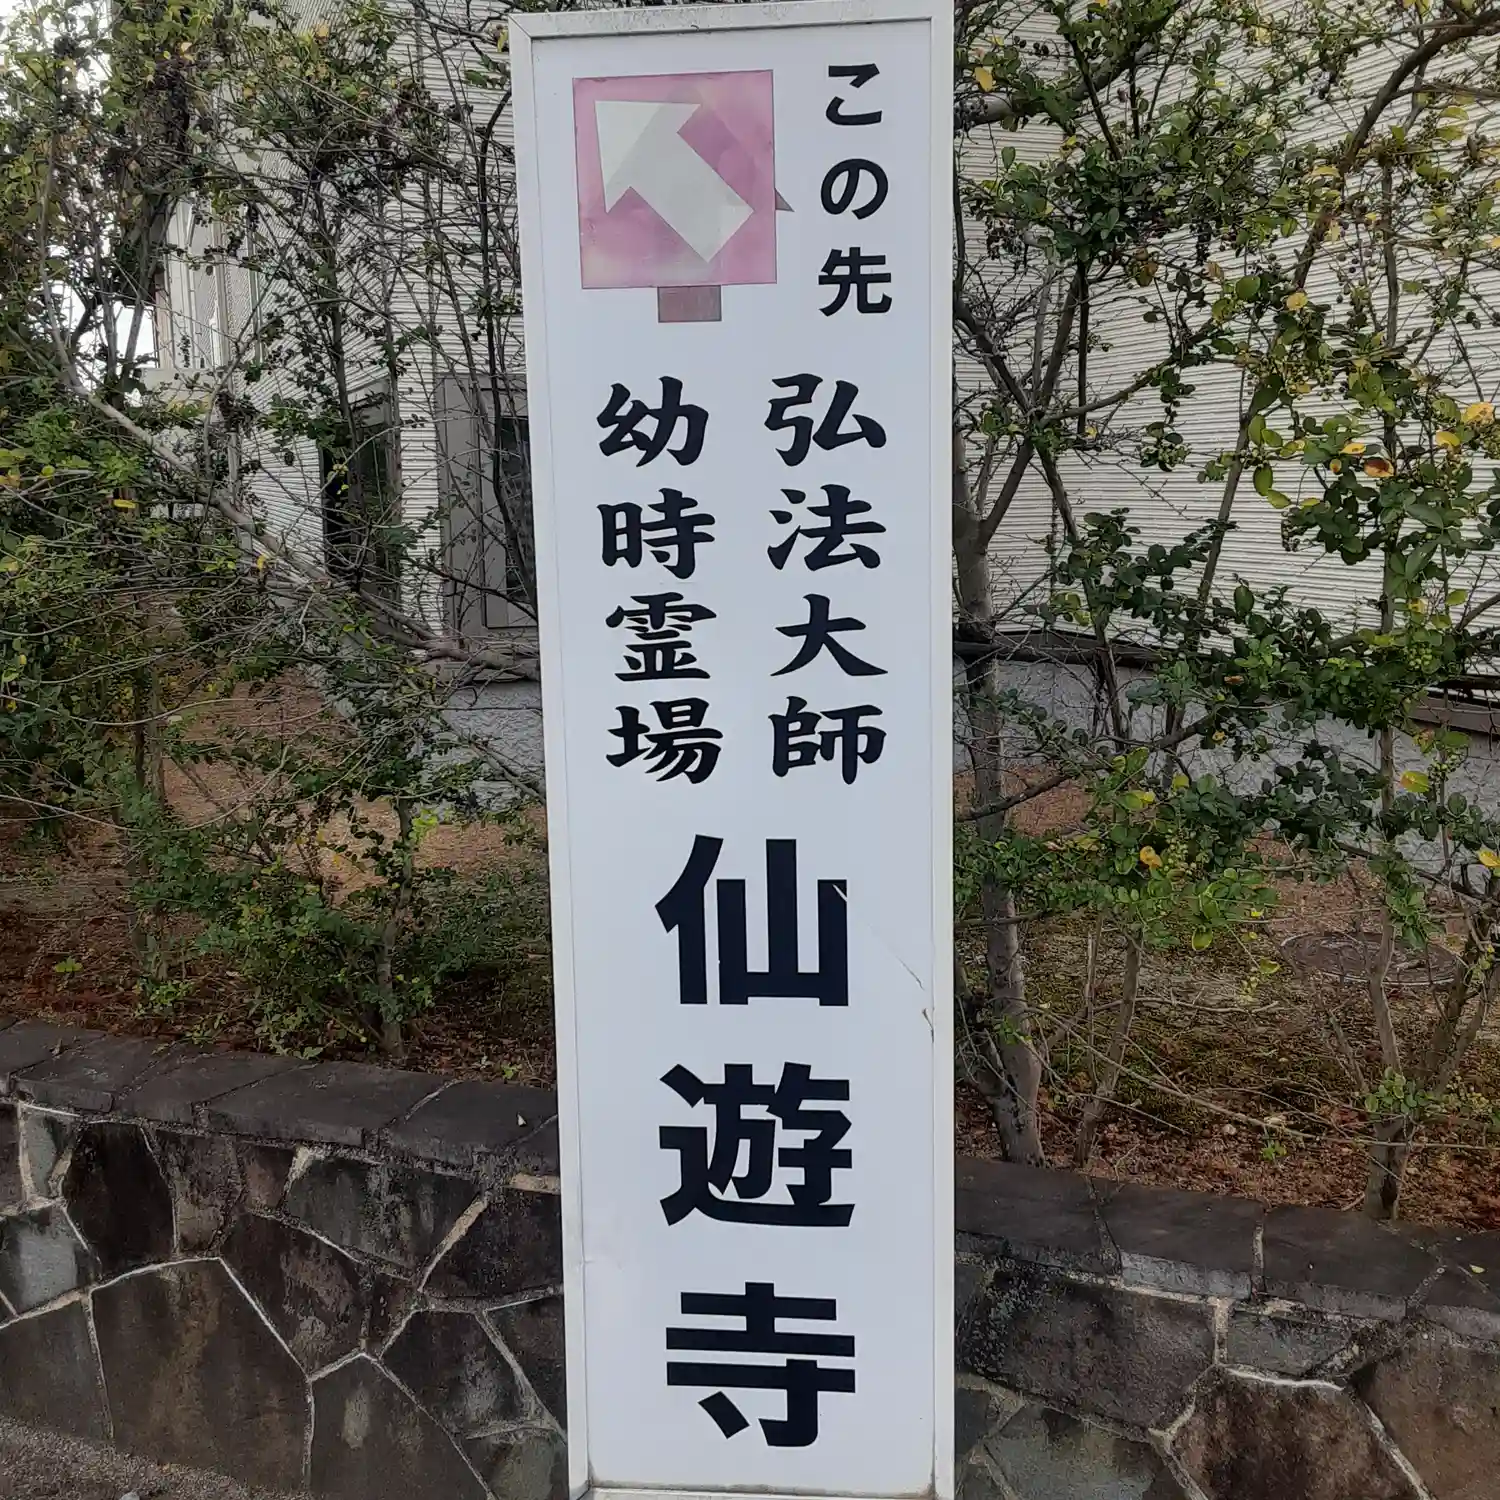 この先
弘法大師
幼時霊場
仙遊寺